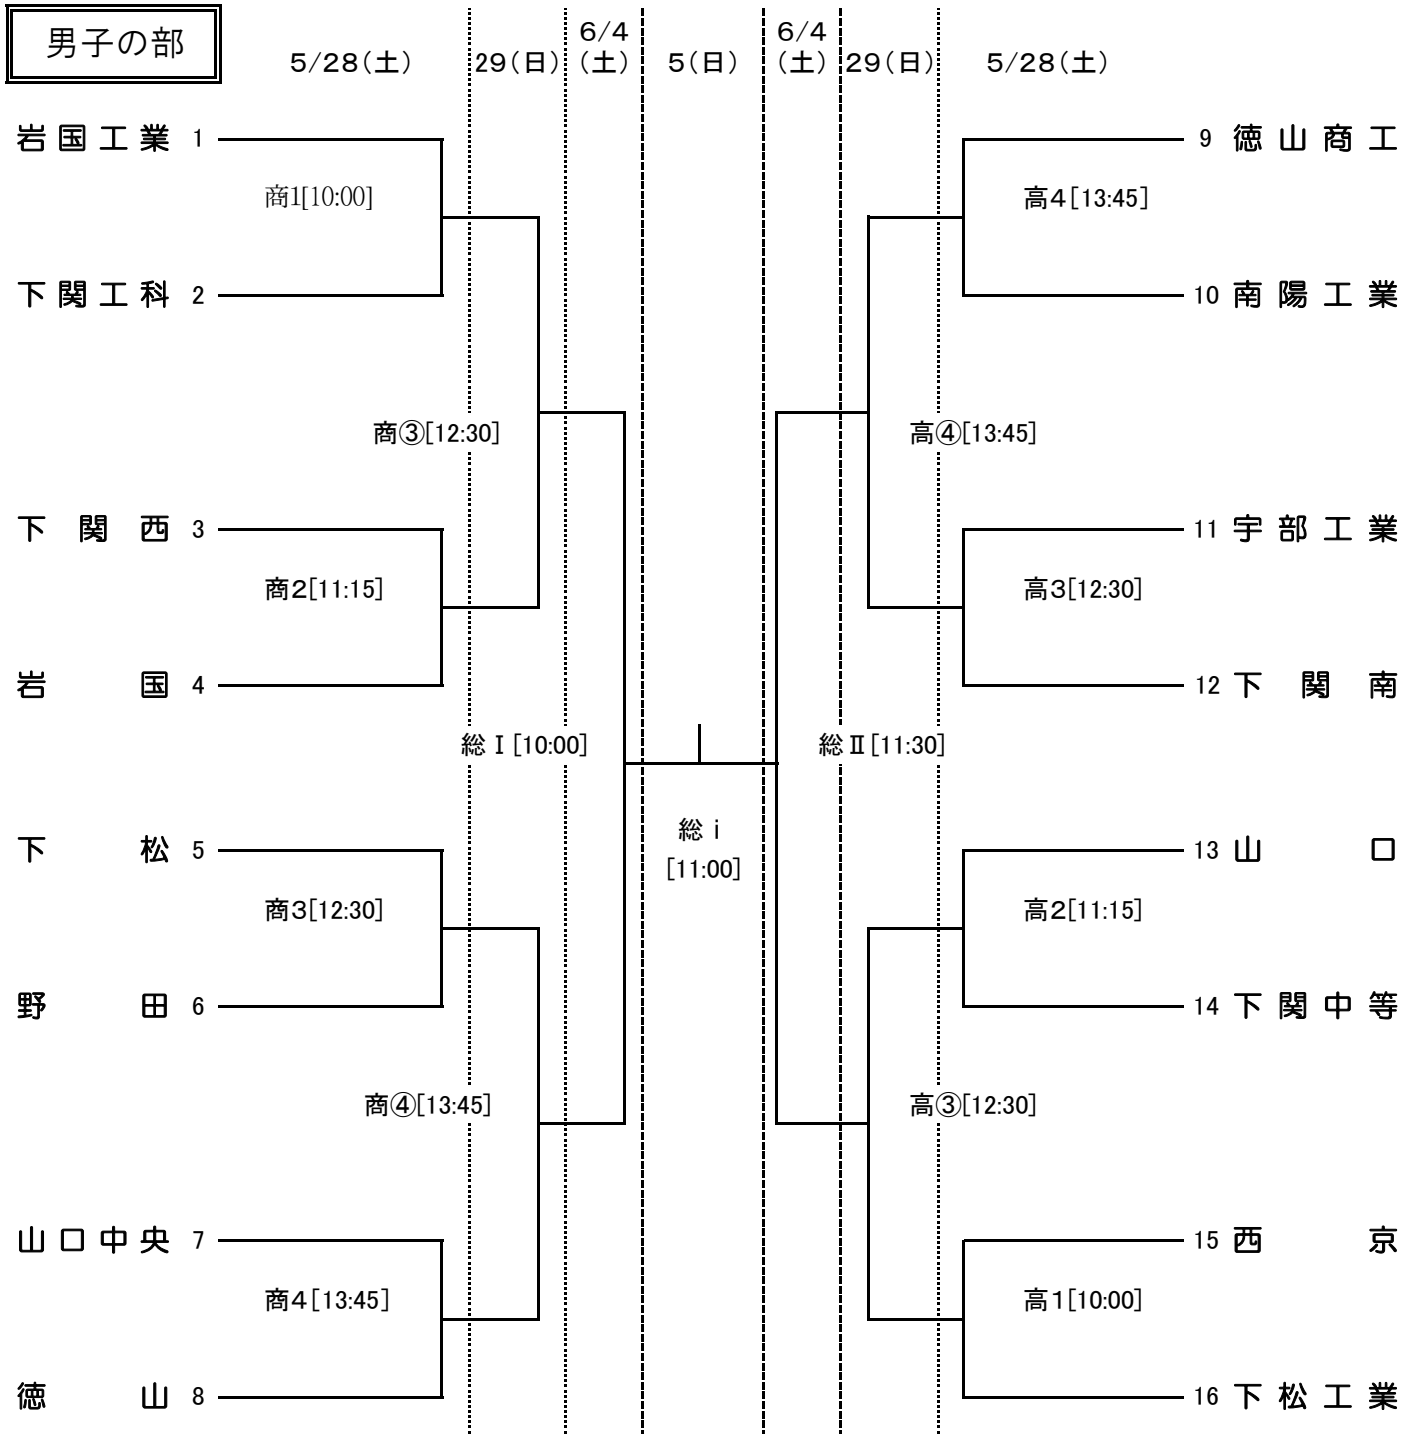 男子の部
5/28(土) 29(日) 6/4(土) 5(日) 6/4(土) 29(日) 5/28(土)
岩国工業 1
商1[10:00]
下関工科 2
商③[12:30]
下関西 3
商2[11:15]
岩国 4
総Ⅰ[10:00]
下松 5
商3[12:30]
野田 6
商④[13:45]
山口中央 7
商4[13:45]
徳山 8
総ⅰ
[11:00]
9 徳山商工
高4[13:45]
10 南陽工業
高④[13:45]
11 宇部工業
高3[12:30]
12 下関南
総Ⅱ[11:30]
13 山口
高2[11:15]
14 下関中等
高③[12:30]
15 西京
高1[10:00]
16 下松工業